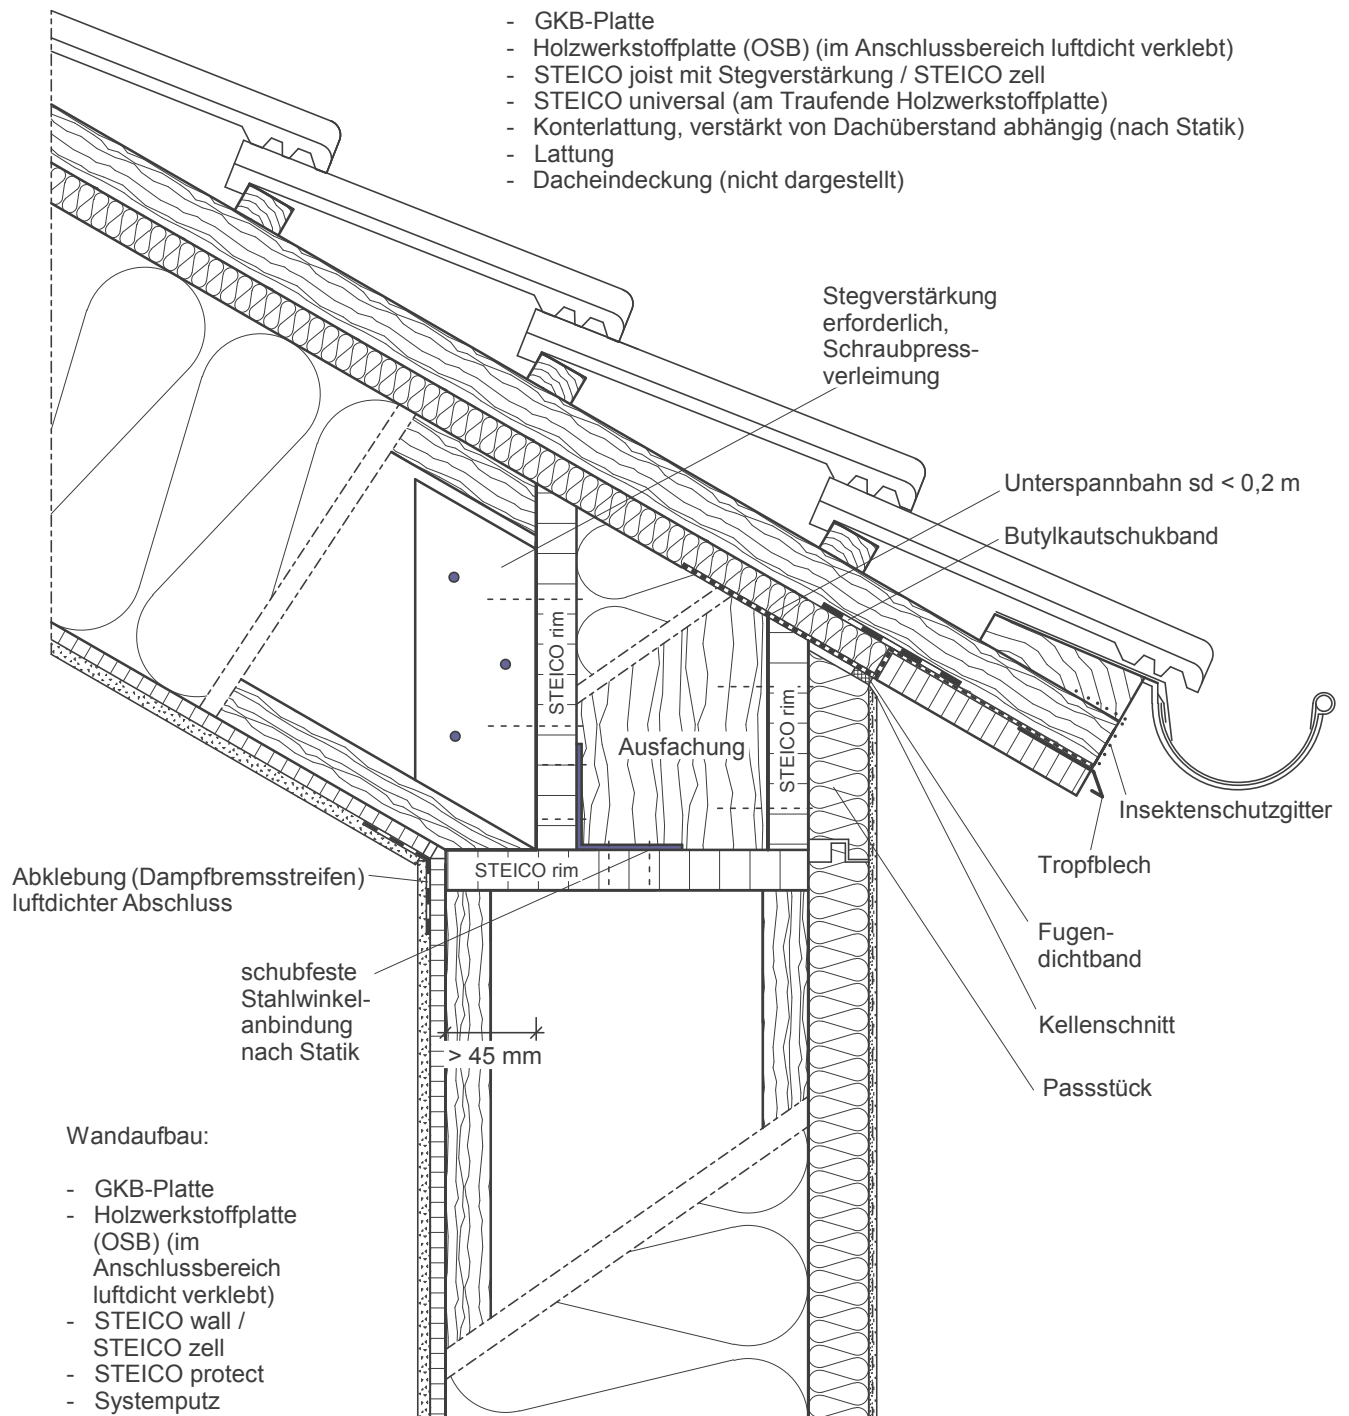 - GKB-Platte
- Holzwerkstoffplatte (OSB) (im Anschlussbereich luftdicht verklebt)
- STEICO joist mit Stegverstärkung / STEICO zell
- STEICO universal (am Traufende Holzwerkstoffplatte)
- Konterlattung, verstärkt von Dachüberstand abhängig (nach Statik)
- Lattung
- Dacheindeckung (nicht dargestellt)
Stegverstärkung
erforderlich,
Schraubpress-
verleimung
Unterspannbahn sd < 0,2 m
Butylkautschukband
STEICO rim
Ausfachung
STEICO rim
Insektenschutzgitter
Tropfblech
STEICO rim
Abklebung (Dampfbremsstreifen)
luftdichter Abschluss
Fugen-
dichtband
schubfeste
Stahlwinkel-
anbindung
nach Statik
Kellenschnitt
> 45 mm
Passstück
Wandaufbau:
- GKB-Platte
- Holzwerkstoffplatte
(OSB) (im
Anschlussbereich
luftdicht verklebt)
- STEICO wall /
STEICO zell
- STEICO protect
- Systemputz